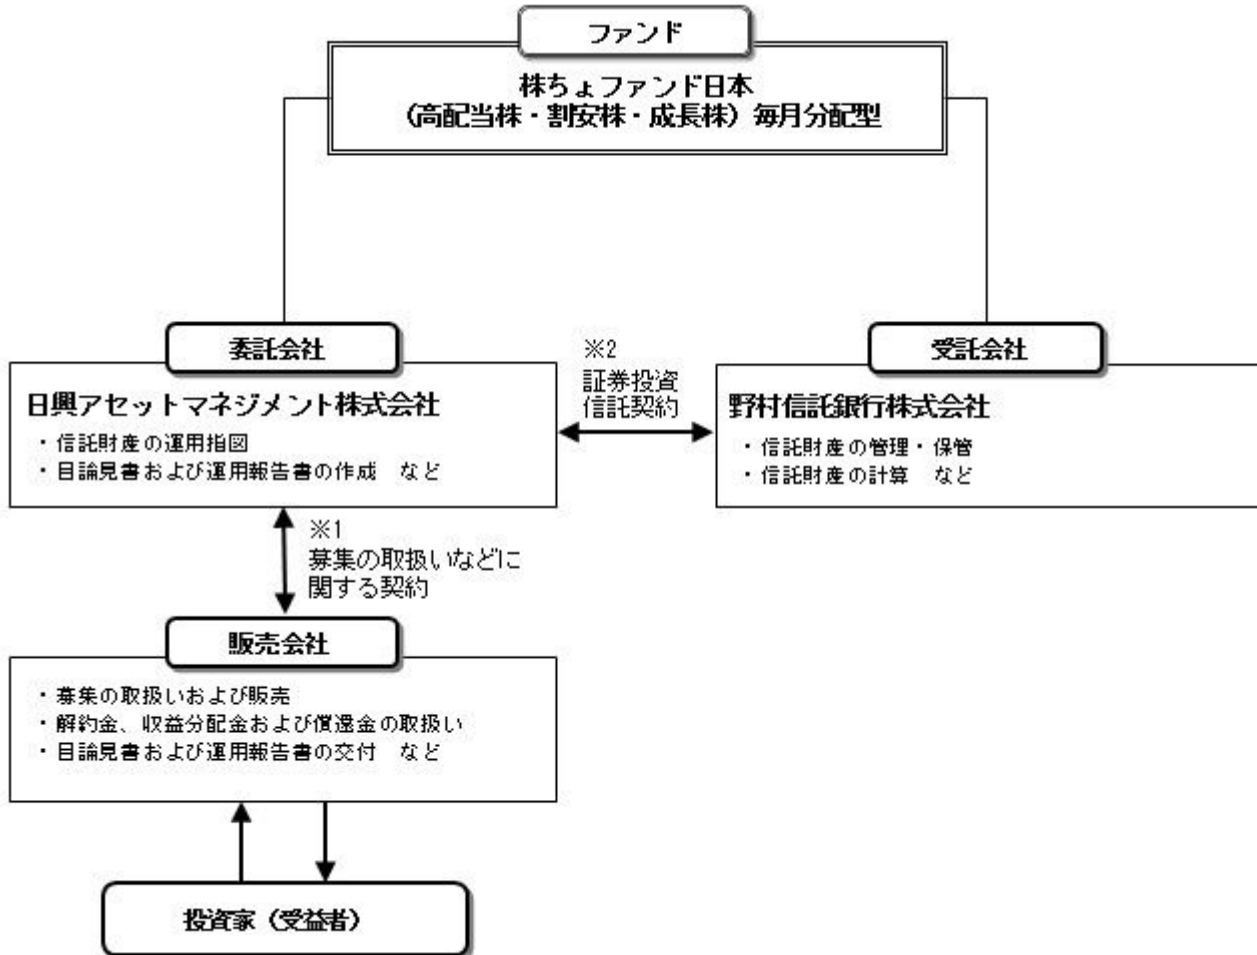 ファンド
株ちょファンド日本
(高配当株・割安株・成長株)毎月分配型
委託会社
日興アセットマネジメント株式会社
・信託財産の運用指図
・目論見書および運用報告書の作成　など
※2
証券投資
信託契約
受託会社
野村信託銀行株式会社
・信託財産の管理・保管
・信託財産の計算　など
※1
募集の取扱いなどに
関する契約
販売会社
・募集の取扱いおよび販売
・解約金、収益分配金および償還金の取扱い
・目論見書および運用報告書の交付　など
投資家(受益者)